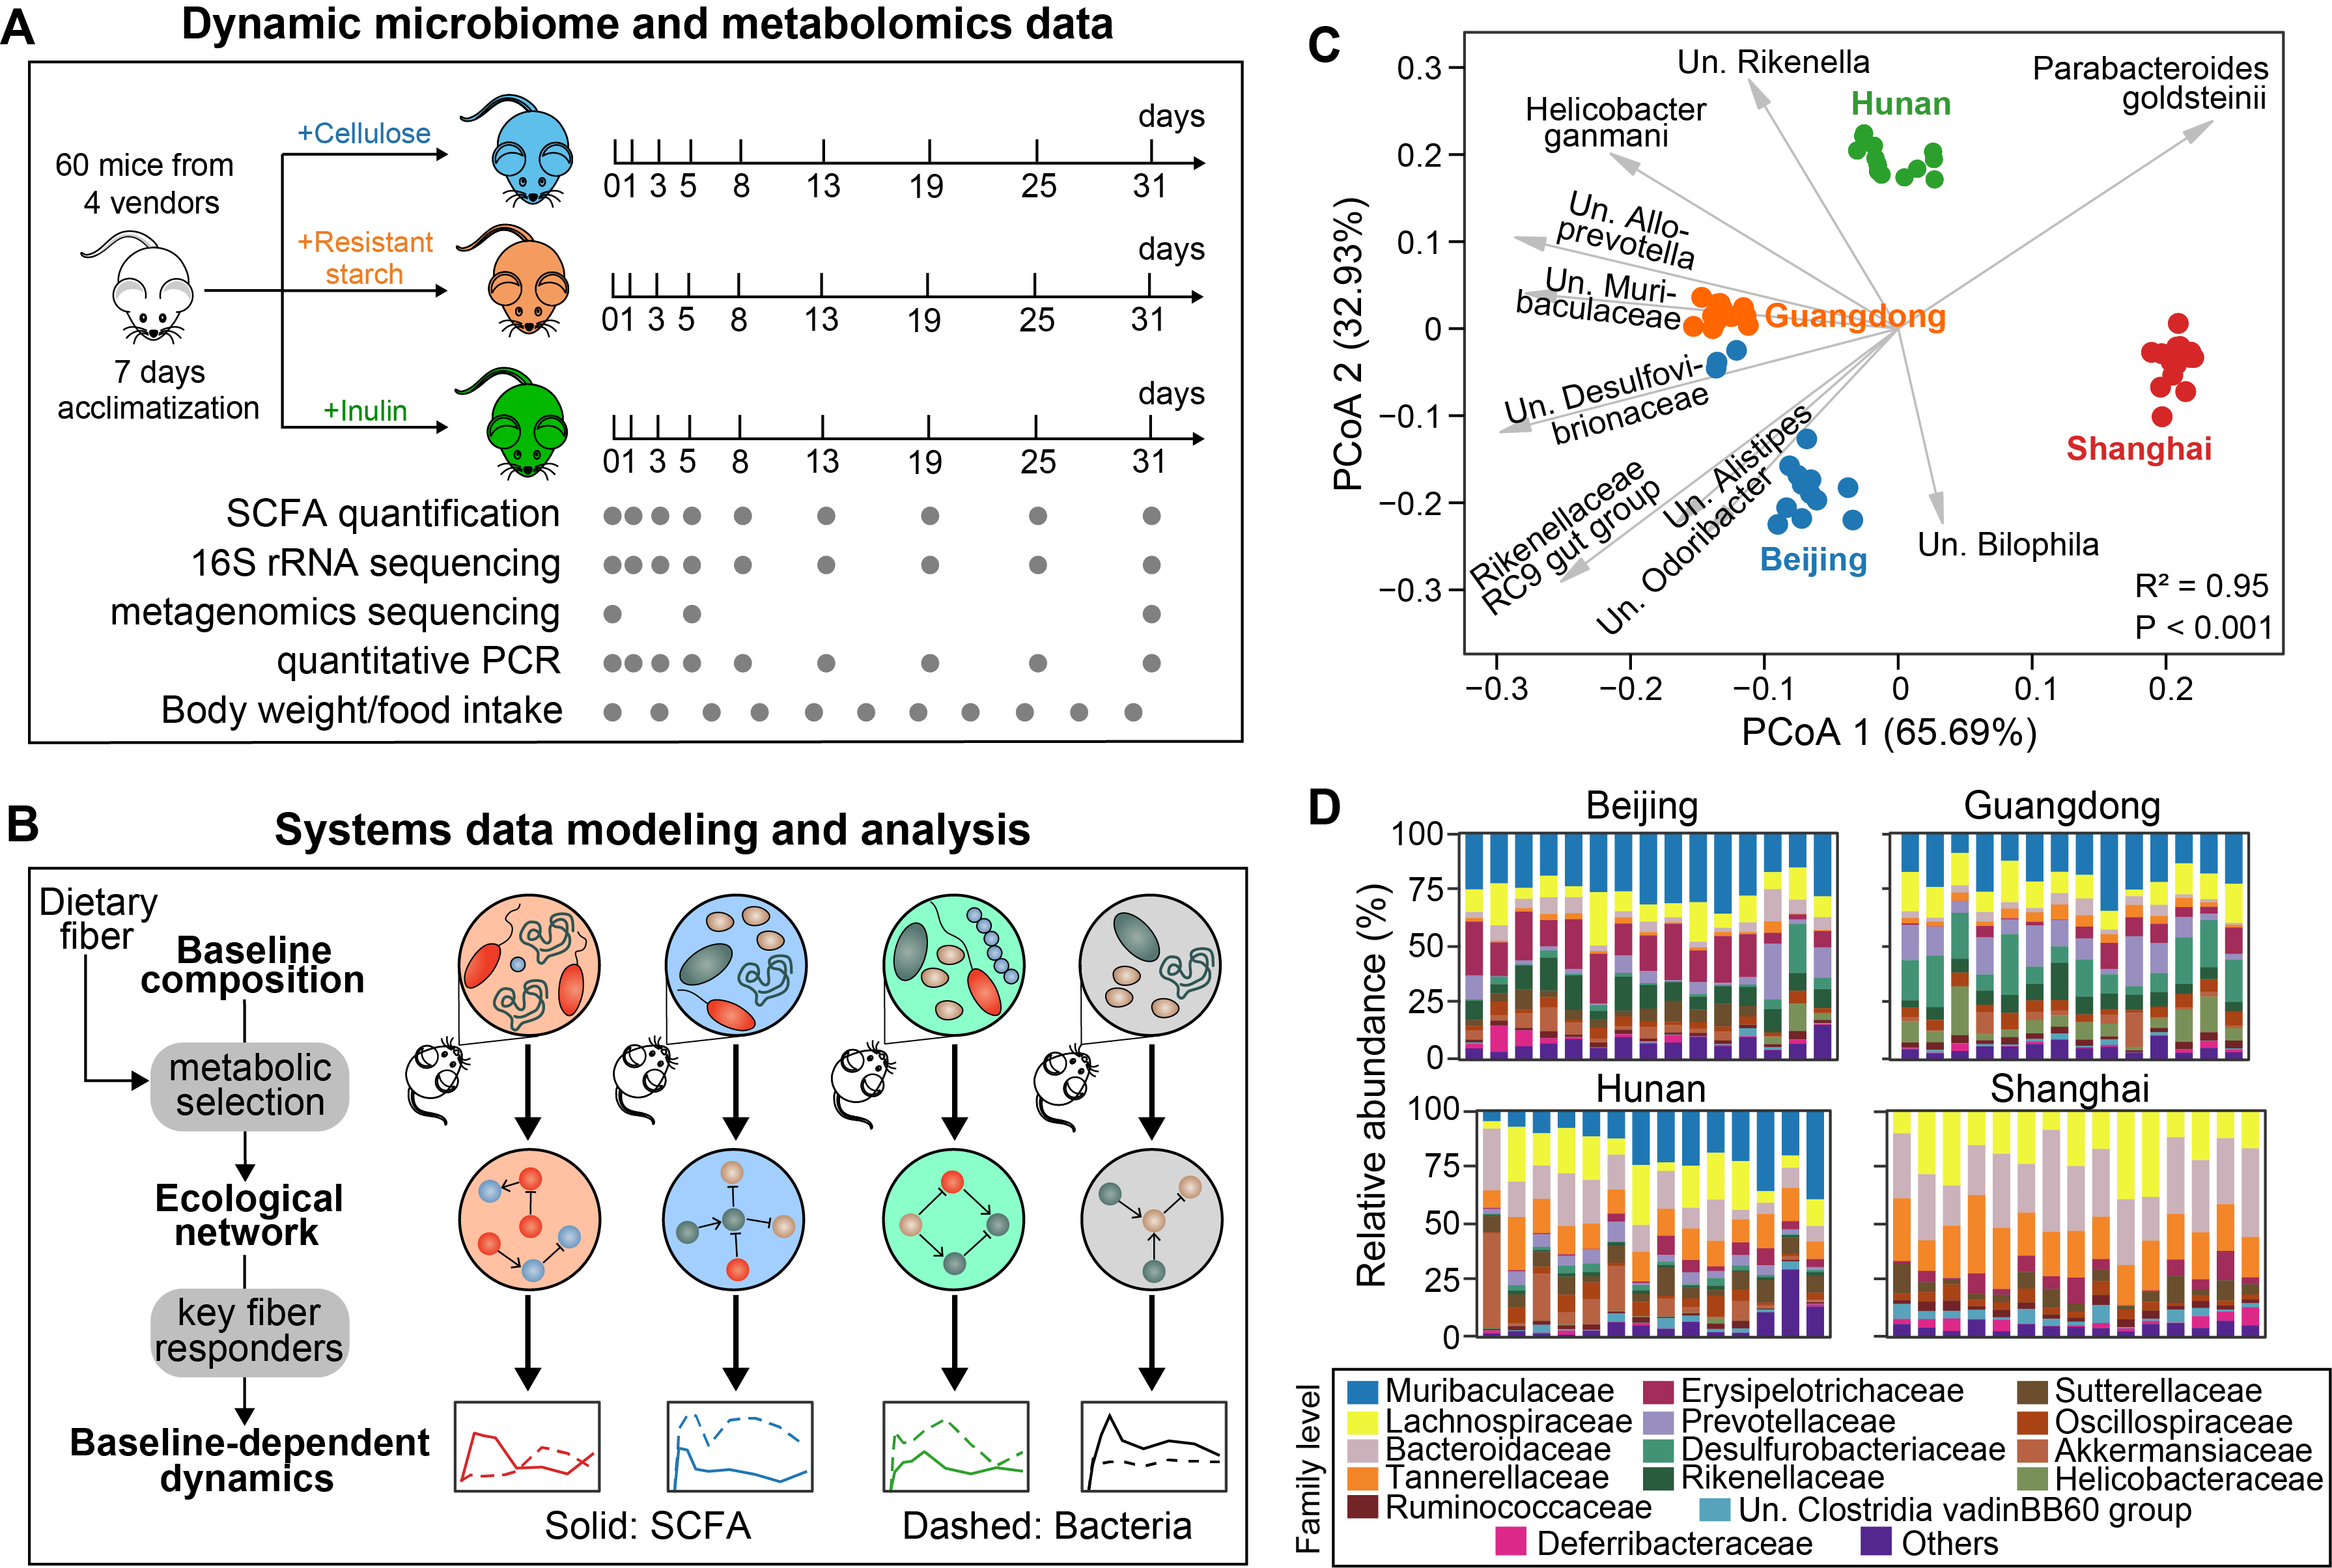 A
Dynamic microbiome and metabolomics data
60 mice from
4 vendors
7 days
acclimatization
+Cellulose
days
0 1 3 5 8 13 19 25 31
+Resistant
starch
days
0 1 3 5 8 13 19 25 31
+Inulin
days
0 1 3 5 8 13 19 25 31
SCFA quantification
16S rRNA sequencing
metagenomics sequencing
quantitative PCR
Body weight/food intake
B
Systems data modeling and analysis
Dietary
fiber
Baseline
composition
metabolic
selection
Ecological
network
key fiber
responders
Baseline-dependent
dynamics
Solid: SCFA
Dashed: Bacteria
C
PCoA 2 (32.93%)
0.3
0.2
0.1
0
−0.1
−0.2
−0.3
Un. Rikenella
Parabacteroides
goldsteinii
Hunan
Helicobacter
ganmani
Un. Allo-
prevotella
Un. Muri-
baculaceae
Guangdong
Un. Desulfovi-
brionaceae
Shanghai
Un. Alistipes
Rikenellaceae
RC9 gut group
Un. Odoribacter
Beijing
Un. Bilophila
R² = 0.95
P < 0.001
−0.3 −0.2 −0.1 0 0.1 0.2
PCoA 1 (65.69%)
D
Relative abundance (%)
Beijing
Guangdong
100
75
50
25
0
Hunan
Shanghai
100
75
50
25
0
Family level
Muribaculaceae
Erysipelotrichaceae
Sutterellaceae
Lachnospiraceae
Prevotellaceae
Oscillospiraceae
Bacteroidaceae
Desulfurobacteriaceae
Akkermansiaceae
Tannerellaceae
Rikenellaceae
Helicobacteraceae
Ruminococcaceae
Un. Clostridia vadinBB60 group
Deferribacteraceae
Others